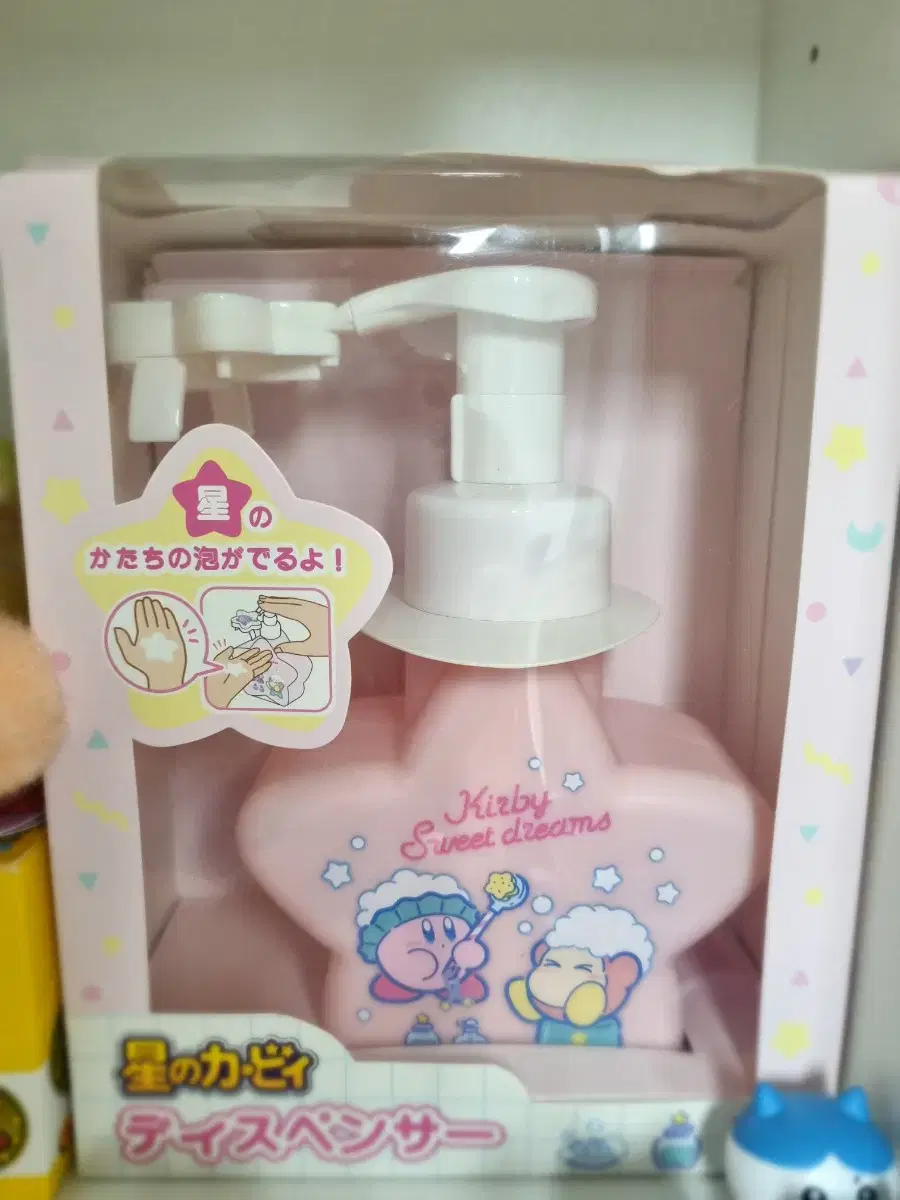 星の
かたちの泡がでるよ！
Kirby
Sweet dreams
星のカービィ
ディスペンサー